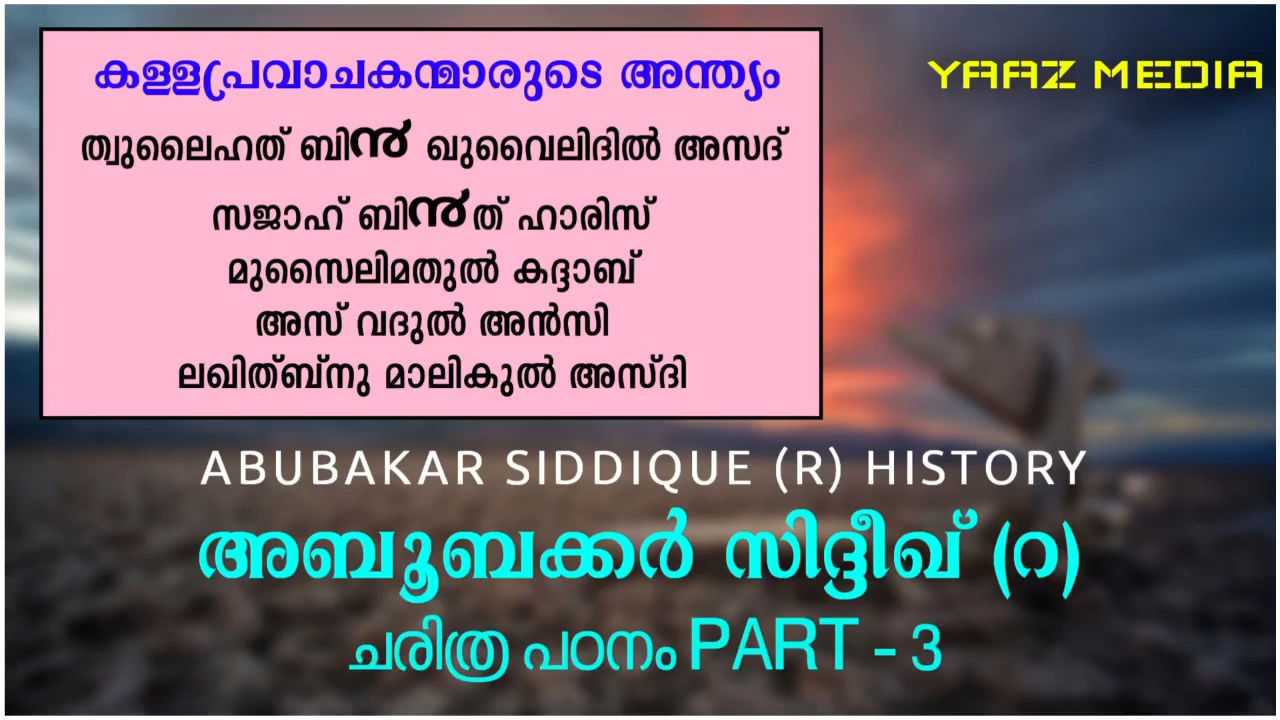 കള്ളപ്രവാചകന്മാരുടെ അന്ത്യം
YAAZ MEDIA
ത്വുലൈഹത് ബിൻു ഖുവൈലിദിൽ അസദ്
സജാഹ് ബിൻുത് ഹാരിസ്
മുസൈലിമതുൽ കദ്ദാബ്
അസ് വദുൽ അൻസി
ലഖിത്ബ്നു മാലികുൽ അസ്ദി
ABUBAKAR SIDDIQUE (R) HISTORY
അബൂബക്കർ സിദ്ദീഖ് (റ)
ചരിത്ര പഠനം PART - 3